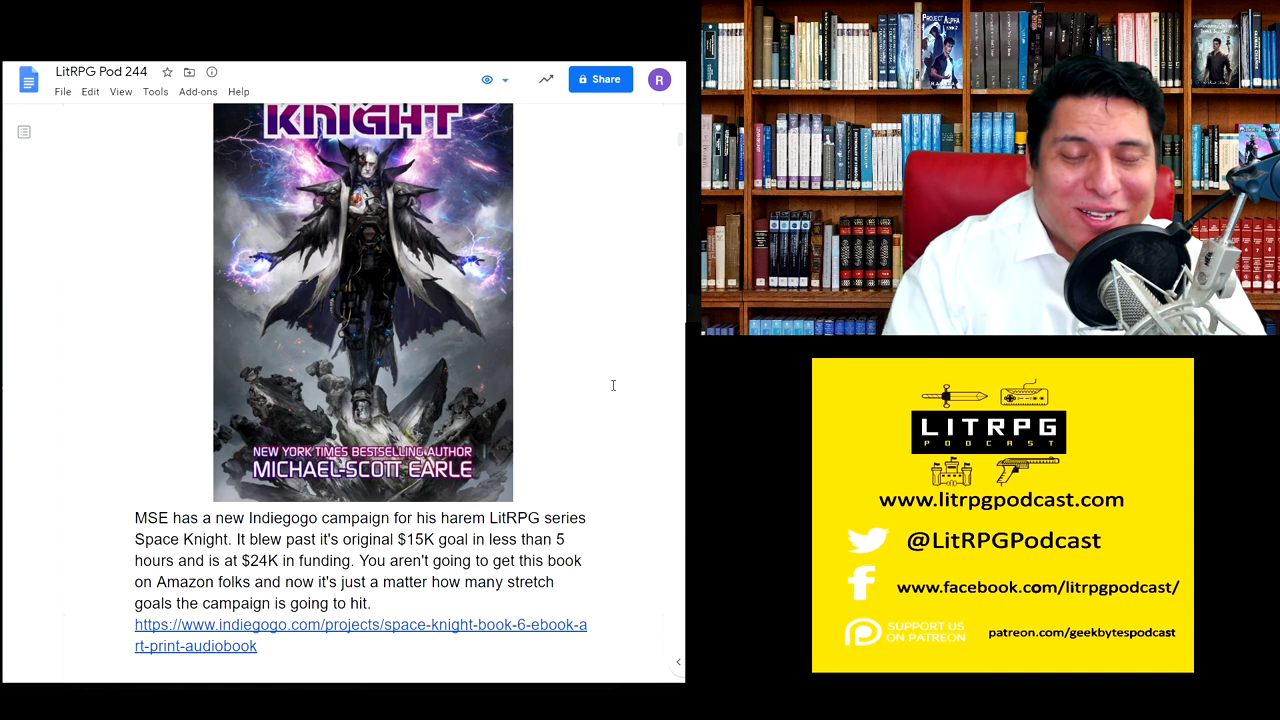 LitRPG Pod 244
File Edit View Tools Add-ons Help
Share
R
KNIGHT
NEW YORK TIMES BESTSELLING AUTHOR
MICHAEL-SCOTT EARLE
MSE has a new Indiegogo campaign for his harem LitRPG series
Space Knight. It blew past it's original $15K goal in less than 5
hours and is at $24K in funding. You aren't going to get this book
on Amazon folks and now it's just a matter how many stretch
goals the campaign is going to hit.
https://www.indiegogo.com/projects/space-knight-book-6-ebook-a
rt-print-audiobook
PROJECT ALPHA
LITRPG
PODCAST
www.litrpgpodcast.com
@LitRPGPodcast
www.facebook.com/litrpgpodcast/
SUPPORT US
ON PATREON
patreon.com/geekbytespodcast